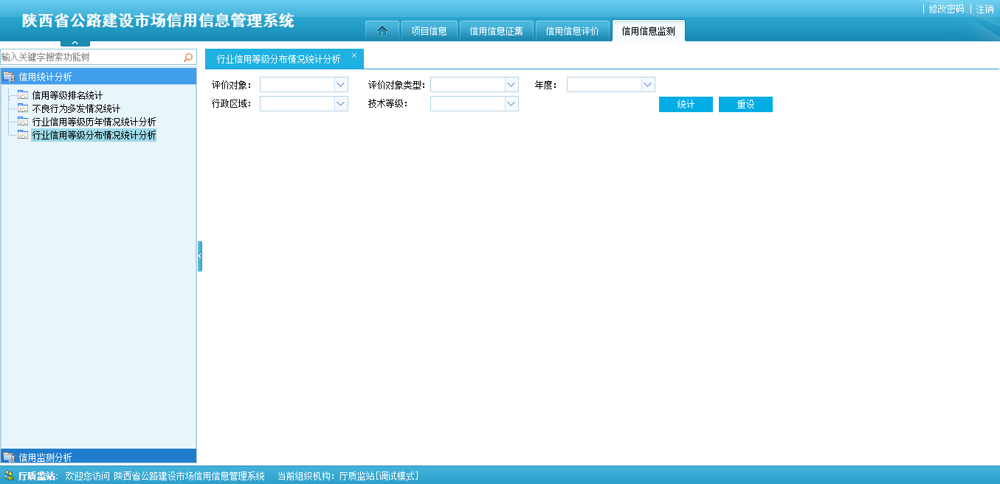 | 修改密码 | 注销
陕西省公路建设市场信用信息管理系统
项目信息 信用信息征集 信用信息评价 信用信息监测
输入关键字搜索功能树
行业信用等级分布情况统计分析 ×
信用统计分析
信用等级排名统计
不良行为多发情况统计
行业信用等级历年情况统计分析
行业信用等级分布情况统计分析
评价对象： 评价对象类型： 年度：
行政区域： 技术等级： 统计 重设
信用监测分析
厅质监站: 欢迎您访问 陕西省公路建设市场信用信息管理系统 当前组织机构：厅质监站[调试模式]